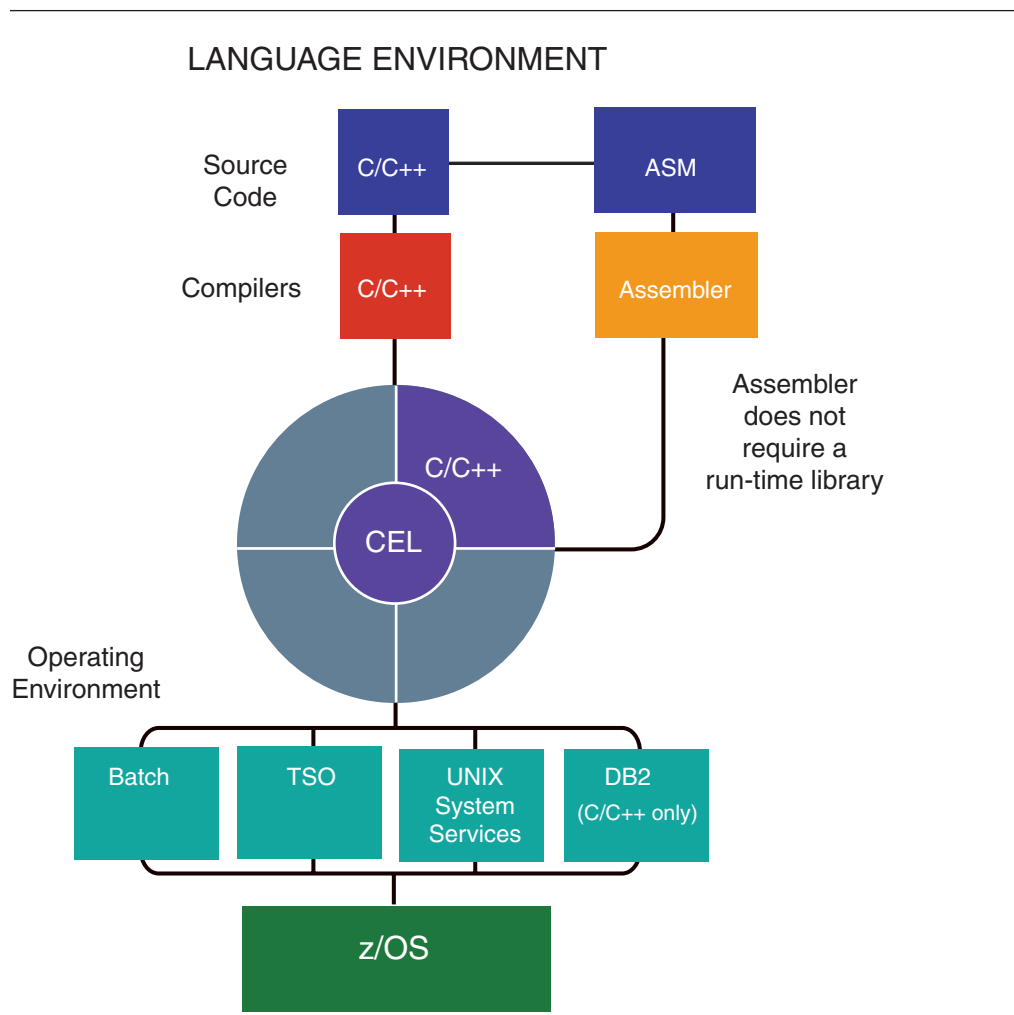 LANGUAGE ENVIRONMENT
Source
Code
C/C++
ASM
Compilers
C/C++
Assembler
Assembler
does not
require a
run-time library
C/C++
CEL
Operating
Environment
Batch
TSO
UNIX
System
Services
DB2
(C/C++ only)
z/OS